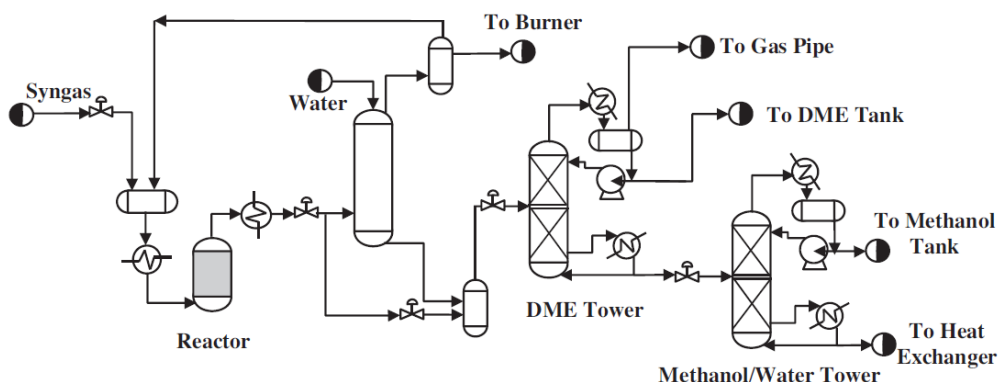 To Burner
To Gas Pipe
Syngas
Water
To DME Tank
To Methanol
Tank
DME Tower
Reactor
To Heat
Exchanger
Methanol/Water Tower